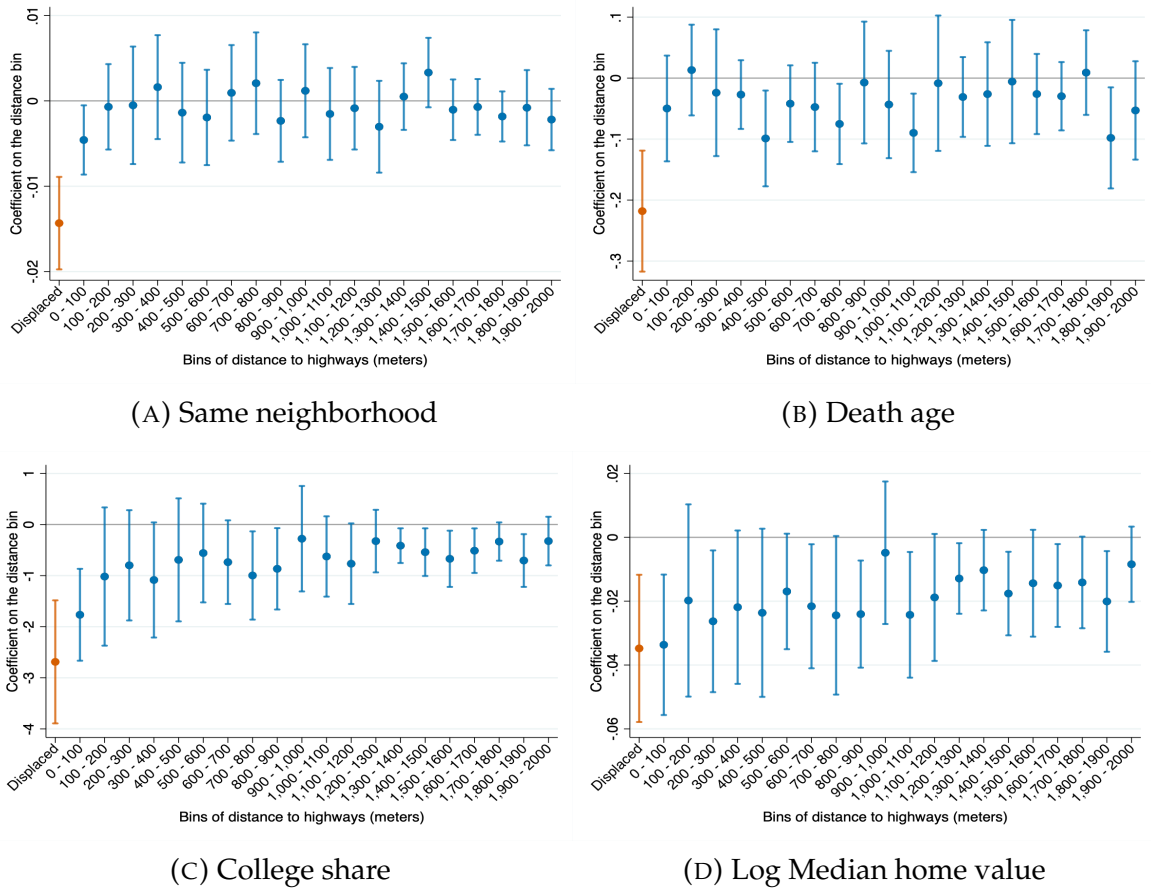 Coefficient on the distance bin
.01
0
-.01
-.02
Displaced
0 - 100
100 - 200
200 - 300
300 - 400
400 - 500
500 - 600
600 - 700
700 - 800
800 - 900
900 - 1,000
1,000 - 1100
1,100 - 1200
1,200 - 1300
1,300 - 1400
1,400 - 1500
1,500 - 1600
1,600 - 1700
1,700 - 1800
1,800 - 1900
1,900 - 2000
Bins of distance to highways (meters)
(A) Same neighborhood
Coefficient on the distance bin
.1
0
-.1
-.2
-.3
Displaced
0 - 100
100 - 200
200 - 300
300 - 400
400 - 500
500 - 600
600 - 700
700 - 800
800 - 900
900 - 1,000
1,000 - 1100
1,100 - 1200
1,200 - 1300
1,300 - 1400
1,400 - 1500
1,500 - 1600
1,600 - 1700
1,700 - 1800
1,800 - 1900
1,900 - 2000
Bins of distance to highways (meters)
(B) Death age
Coefficient on the distance bin
1
0
-1
-2
-3
-4
Displaced
0 - 100
100 - 200
200 - 300
300 - 400
400 - 500
500 - 600
600 - 700
700 - 800
800 - 900
900 - 1,000
1,000 - 1100
1,100 - 1200
1,200 - 1300
1,300 - 1400
1,400 - 1500
1,500 - 1600
1,600 - 1700
1,700 - 1800
1,800 - 1900
1,900 - 2000
Bins of distance to highways (meters)
(C) College share
Coefficient on the distance bin
.02
0
-.02
-.04
-.06
Displaced
0 - 100
100 - 200
200 - 300
300 - 400
400 - 500
500 - 600
600 - 700
700 - 800
800 - 900
900 - 1,000
1,000 - 1100
1,100 - 1200
1,200 - 1300
1,300 - 1400
1,400 - 1500
1,500 - 1600
1,600 - 1700
1,700 - 1800
1,800 - 1900
1,900 - 2000
Bins of distance to highways (meters)
(D) Log Median home value